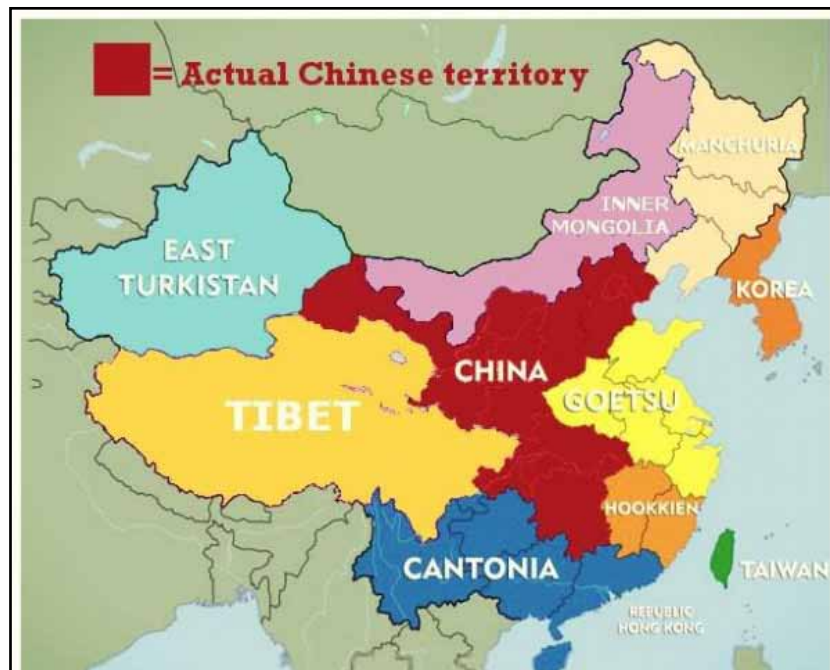 = Actual Chinese territory
MANCHURIA
INNER
MONGOLIA
EAST
TURKISTAN
KOREA
CHINA
GOETSU
TIBET
HOOKKIEN
CANTONIA
TAIWAN
REPUBLIC
HONG KONG